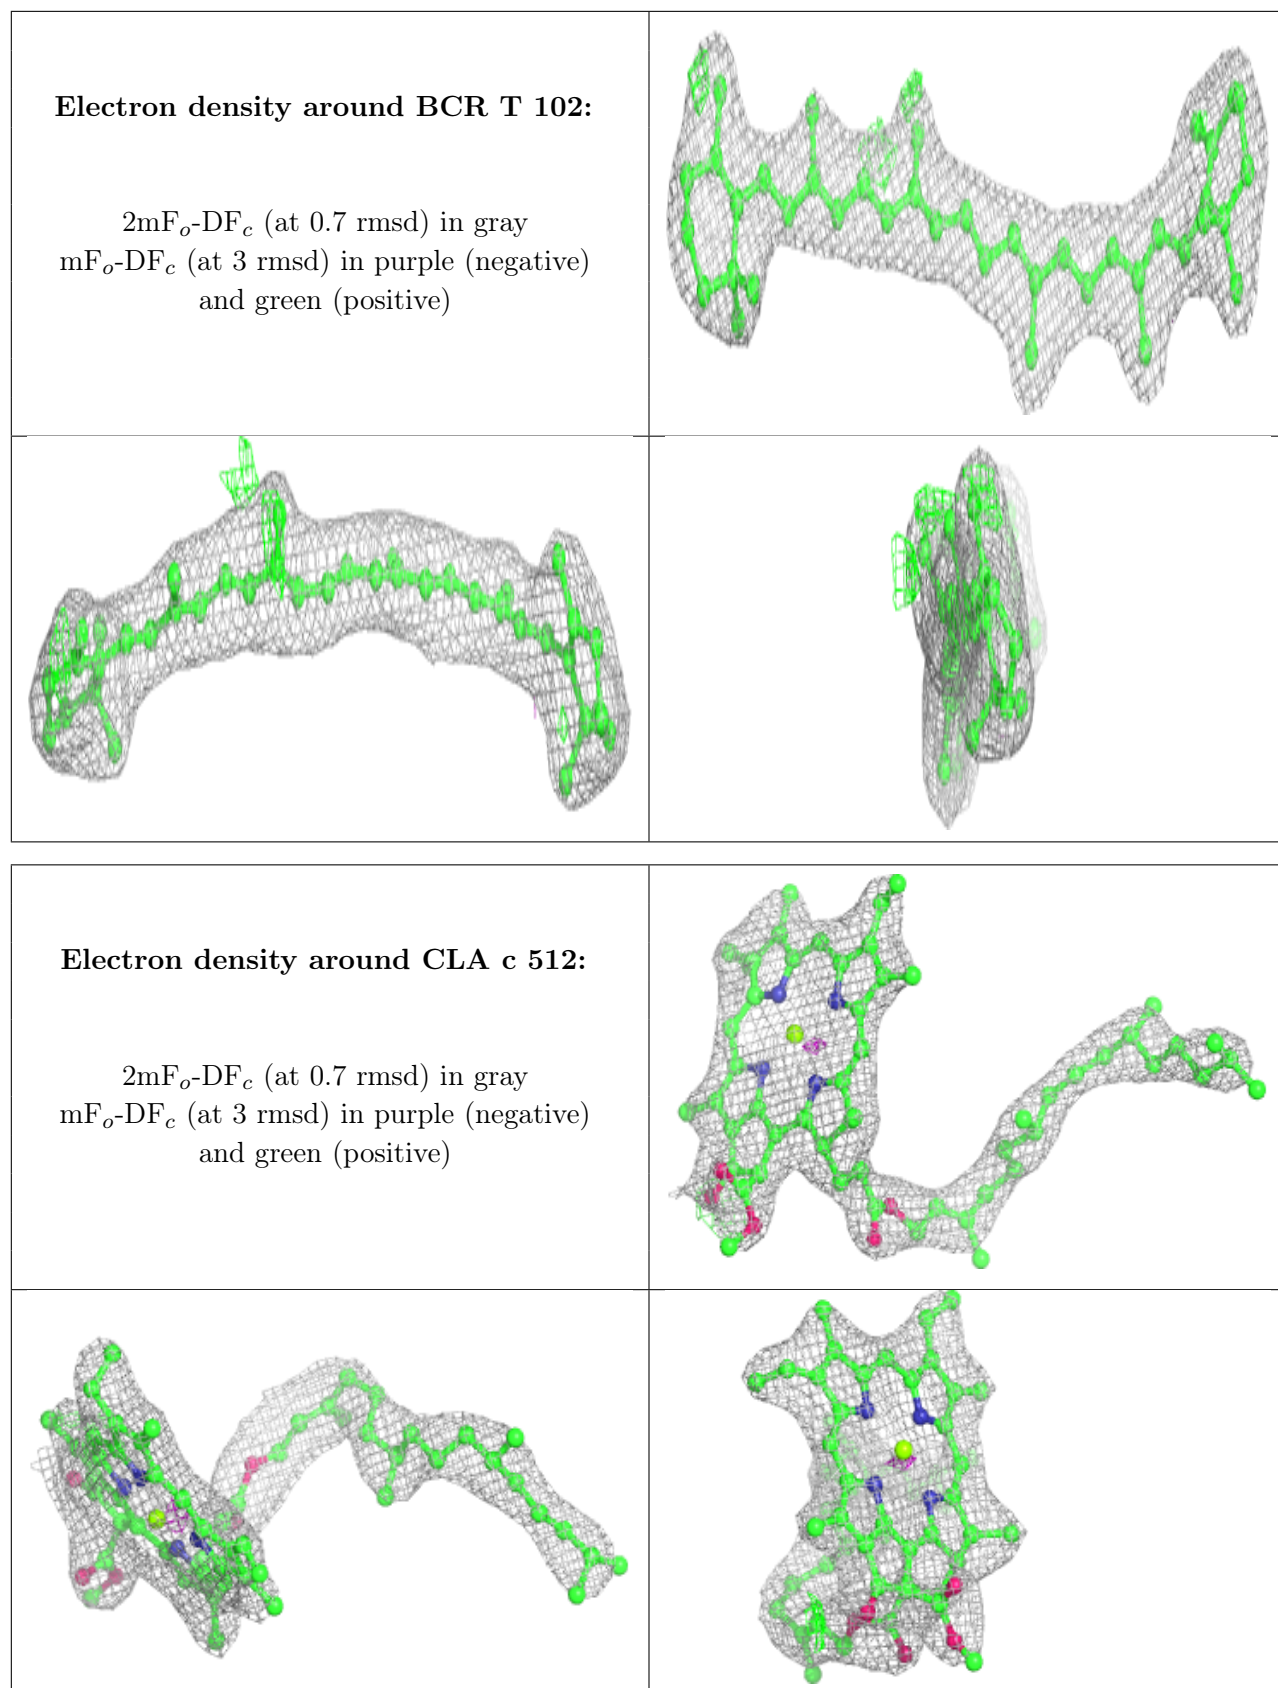 Electron density around BCR T 102:
2mFₒ-DF𝒸 (at 0.7 rmsd) in gray
mFₒ-DF𝒸 (at 3 rmsd) in purple (negative)
and green (positive)
Electron density around CLA c 512:
2mFₒ-DF𝒸 (at 0.7 rmsd) in gray
mFₒ-DF𝒸 (at 3 rmsd) in purple (negative)
and green (positive)